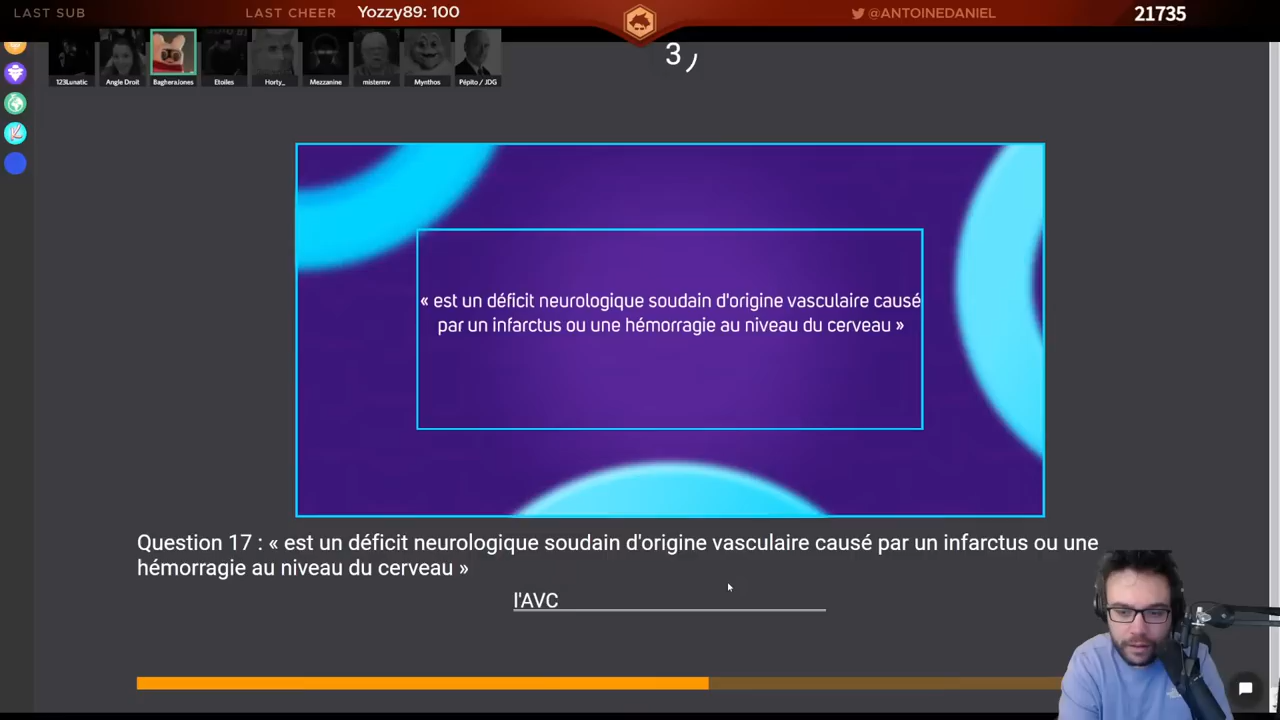 LAST SUB
LAST CHEER Yozzy89: 100
@ANTOINEDANIEL
21735
123Lunatic
Angle Droit
BagheraJones
Etoiles
Horty_
Mezzanine
mistermv
Mynthos
Pépito / JDG
3
« est un déficit neurologique soudain d'origine vasculaire causé
par un infarctus ou une hémorragie au niveau du cerveau »
Question 17 : « est un déficit neurologique soudain d'origine vasculaire causé par un infarctus ou une
hémorragie au niveau du cerveau »
l'AVC